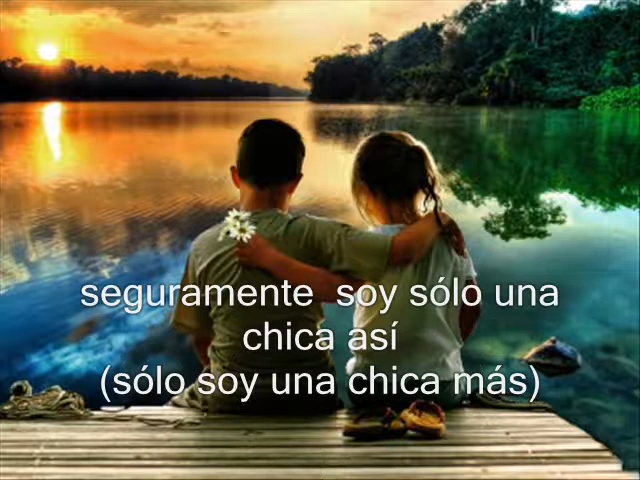 seguramente  soy sólo una
chica así
(sólo soy una chica más)